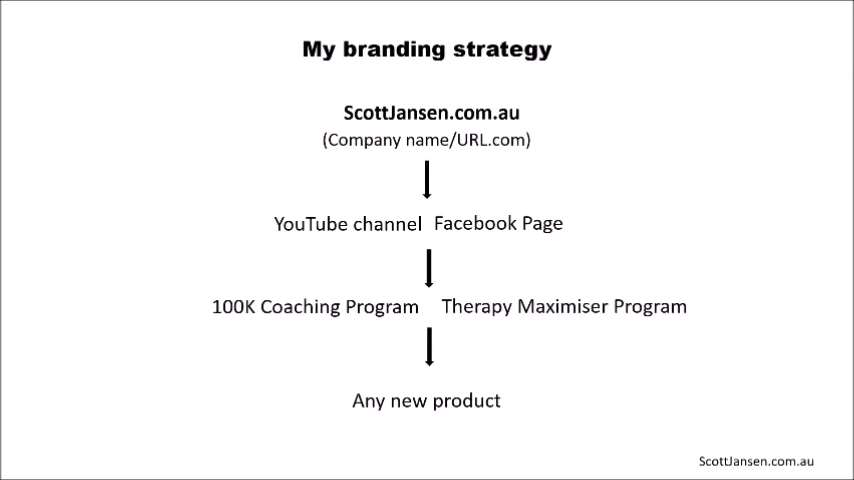 My branding strategy
ScottJansen.com.au
(Company name/URL.com)
YouTube channel Facebook Page
100K Coaching Program Therapy Maximiser Program
Any new product
ScottJansen.com.au